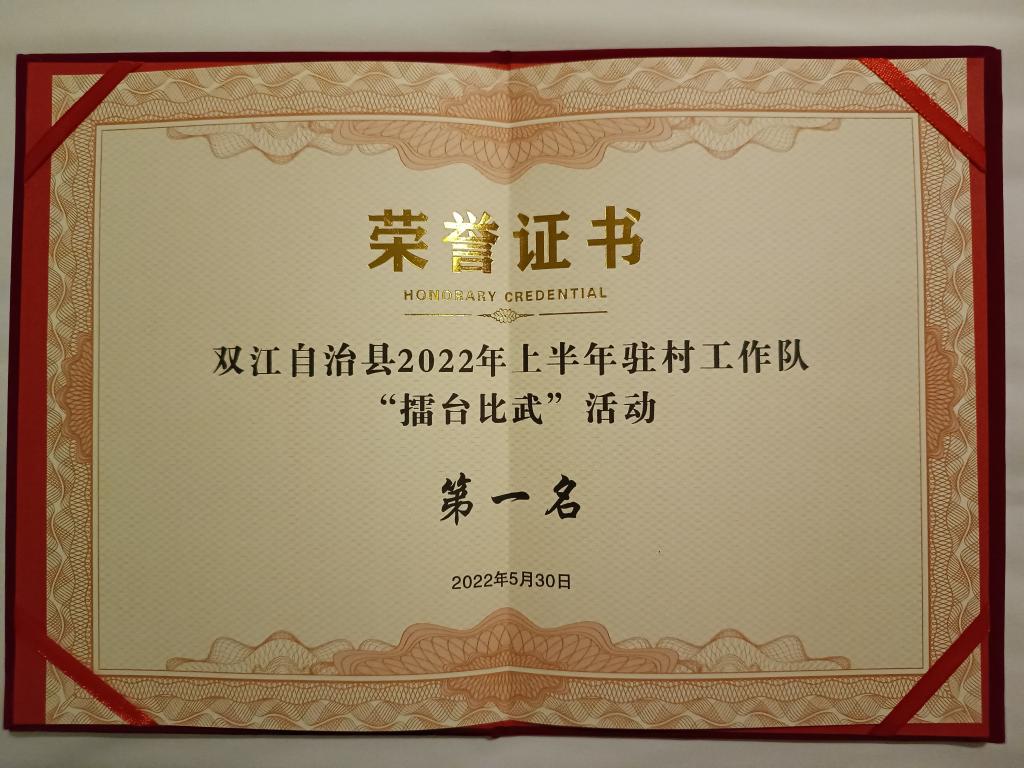 荣誉证书
HONORARY CREDENTIAL
双江自治县2022年上半年驻村工作队
“擂台比武”活动
第一名
2022年5月30日